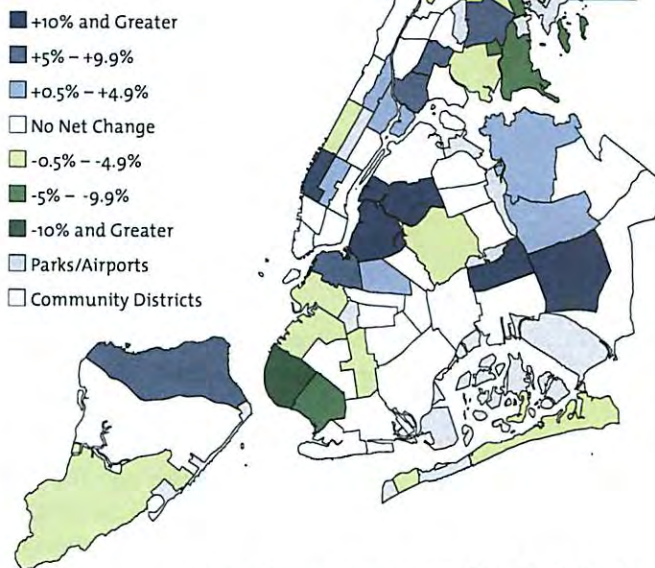 +10% and Greater
+5% – +9.9%
+0.5% – +4.9%
No Net Change
-0.5% – -4.9%
-5% – -9.9%
-10% and Greater
Parks/Airports
Community Districts